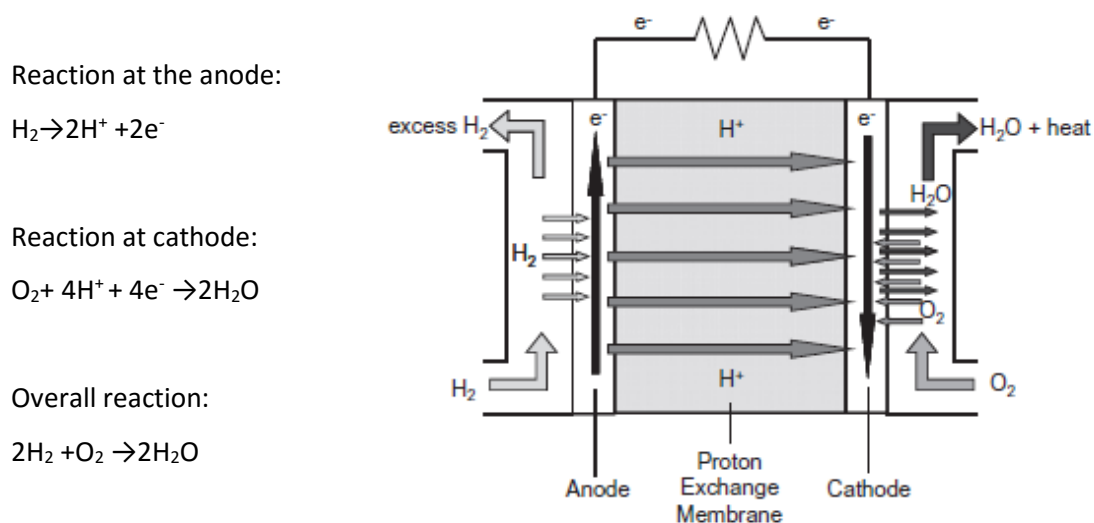 Reaction at the anode:
H₂→2H⁺ +2e⁻
Reaction at cathode:
O₂+ 4H⁺ + 4e⁻ →2H₂O
Overall reaction:
2H₂ +O₂ →2H₂O
e⁻ e⁻
excess H₂ e⁻ H⁺ e⁻ H₂O + heat
H₂O
H₂
O₂
H₂ H⁺ O₂
Anode Proton Exchange Membrane Cathode